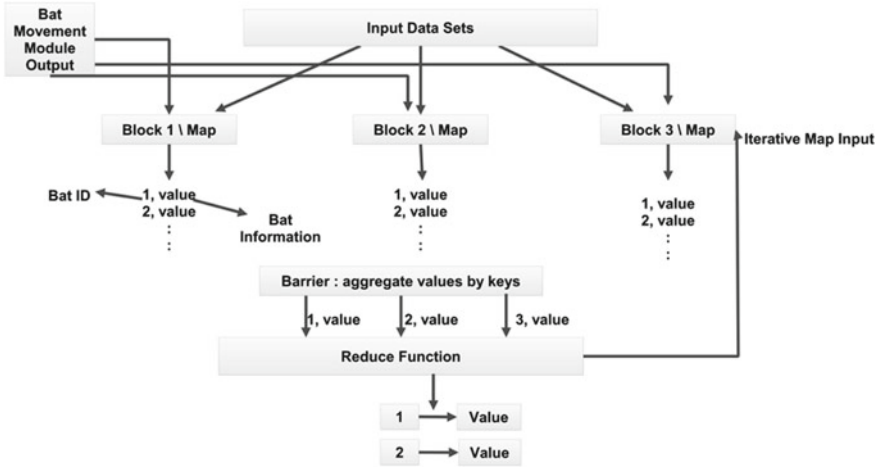 Bat
Movement
Module
Output
Input Data Sets
Block 1 \ Map
Block 2 \ Map
Block 3 \ Map
Iterative Map Input
Bat ID
1, value
2, value
Bat
Information
1, value
2, value
1, value
2, value
Barrier : aggregate values by keys
1, value
2, value
3, value
Reduce Function
1
Value
2
Value